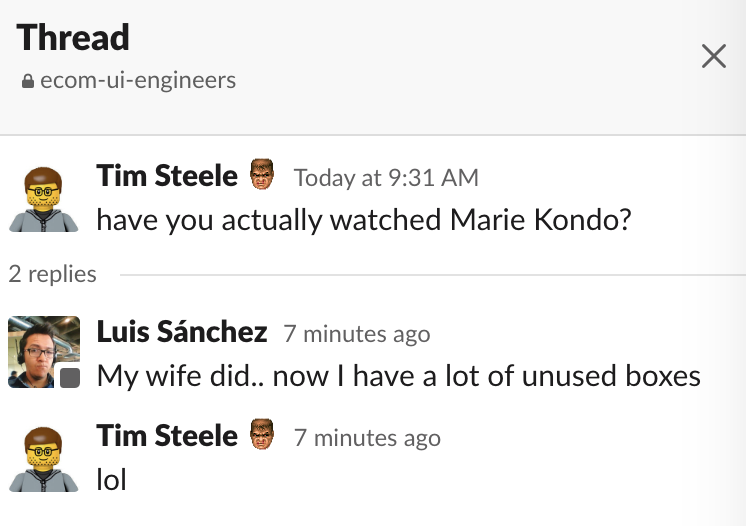 Thread
ecom-ui-engineers
Tim Steele Today at 9:31 AM
have you actually watched Marie Kondo?
2 replies
Luis Sánchez 7 minutes ago
My wife did.. now I have a lot of unused boxes
Tim Steele 7 minutes ago
lol